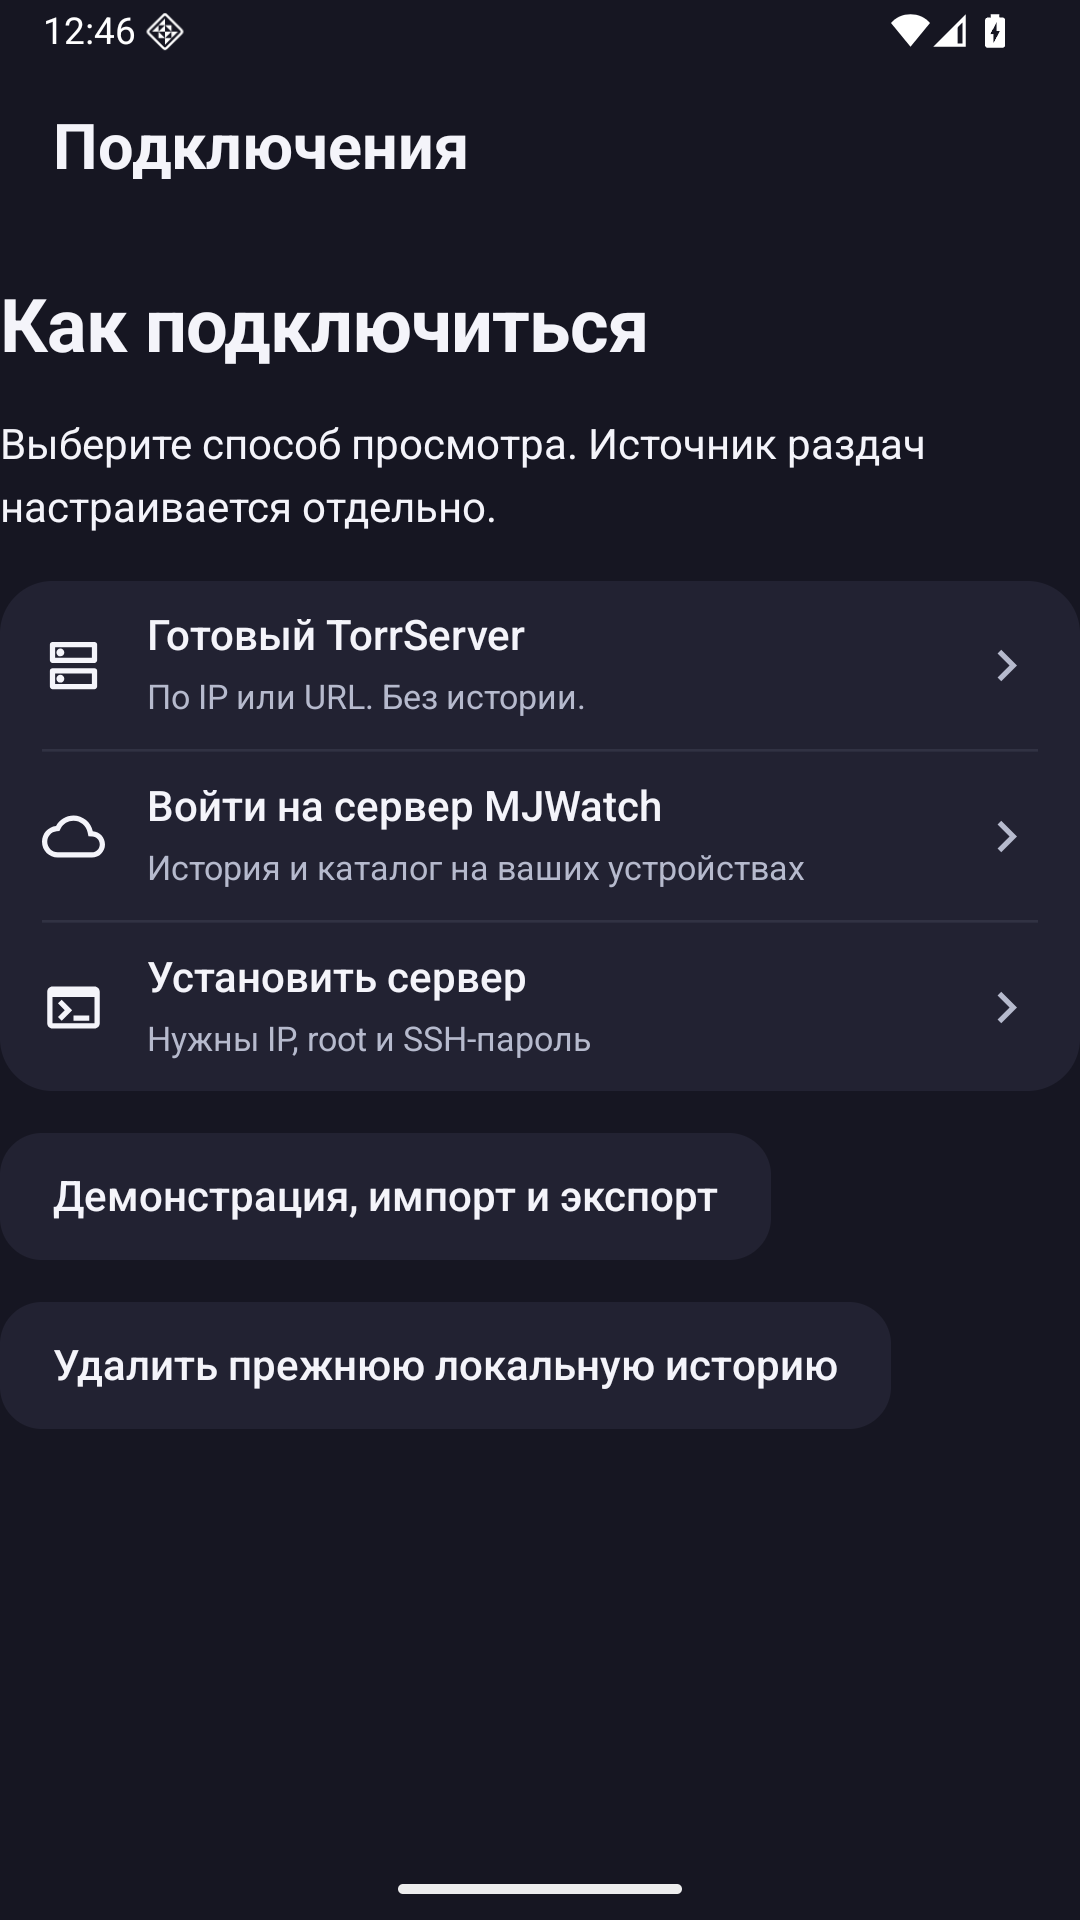 12:46
Подключения
Как подключиться
Выберите способ просмотра. Источник раздач
настраивается отдельно.
Готовый TorrServer
По IP или URL. Без истории.
Войти на сервер MJWatch
История и каталог на ваших устройствах
Установить сервер
Нужны IP, root и SSH-пароль
Демонстрация, импорт и экспорт
Удалить прежнюю локальную историю